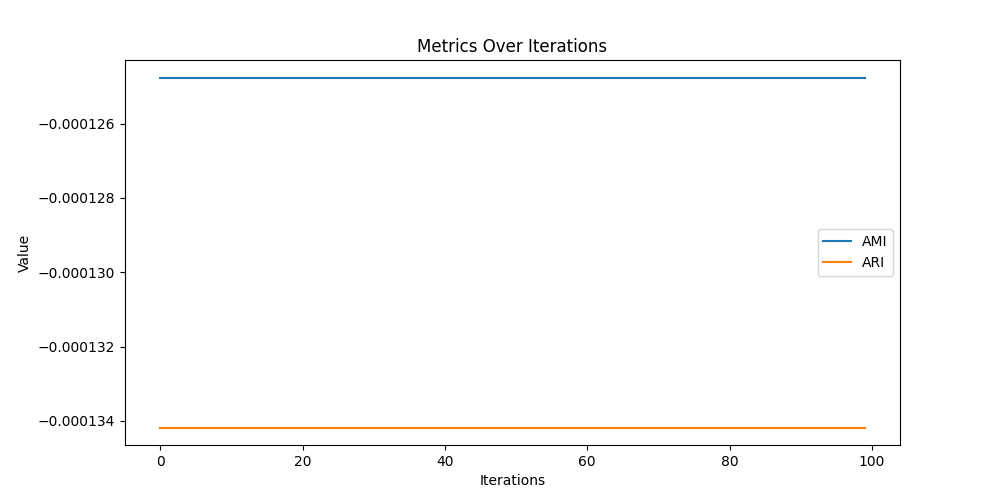 Metrics Over Iterations
Value
−0.000126
−0.000128
−0.000130
−0.000132
−0.000134
AMI
ARI
0 20 40 60 80 100
Iterations